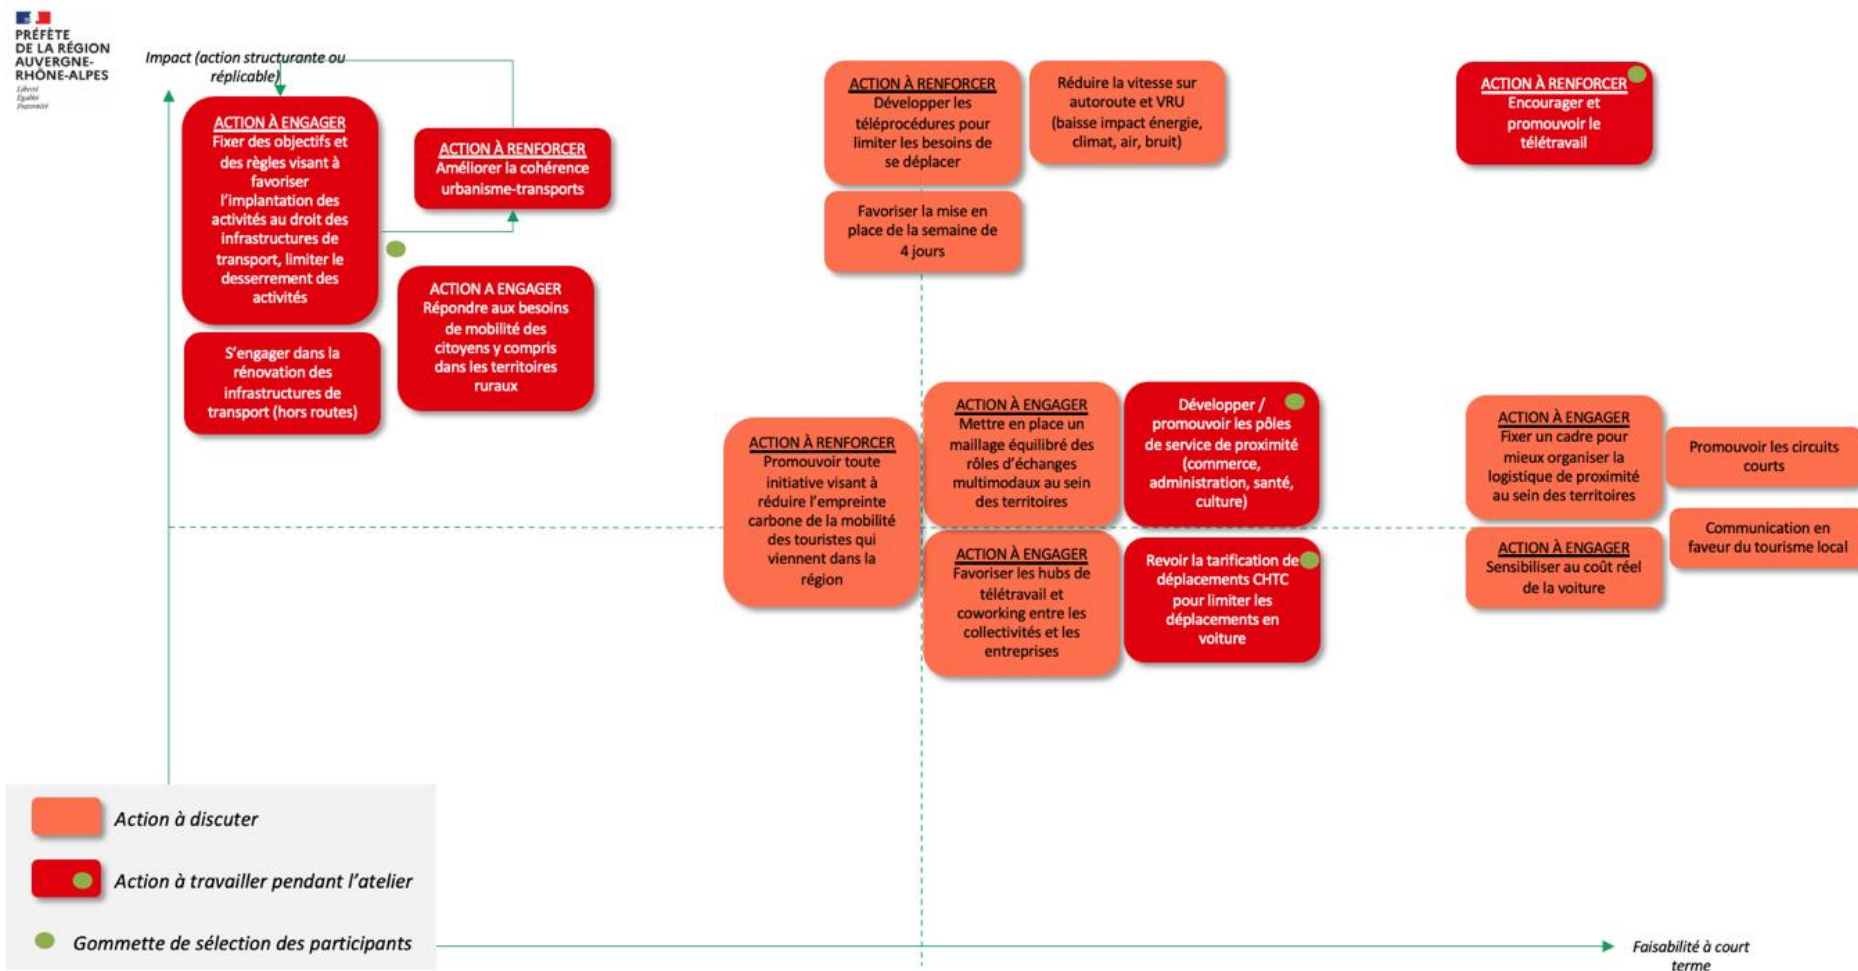 PRÉFÈTE
DE LA RÉGION
AUVERGNE-
RHÔNE-ALPES
Liberté
Égalité
Fraternité
Impact (action structurante ou
réplicable)
ACTION À ENGAGER
Fixer des objectifs et
des règles visant à
favoriser
l'implantation des
activités au droit des
infrastructures de
transport, limiter le
desserrement des
activités
ACTION À RENFORCER
Améliorer la cohérence
urbanisme-transports
ACTION A ENGAGER
Répondre aux besoins
de mobilité des
citoyens y compris
dans les territoires
ruraux
S'engager dans la
rénovation des
infrastructures de
transport (hors routes)
ACTION À RENFORCER
Développer les
téléprocédures pour
limiter les besoins de
se déplacer
Réduire la vitesse sur
autoroute et VRU
(baisse impact énergie,
climat, air, bruit)
Favoriser la mise en
place de la semaine de
4 jours
ACTION À RENFORCER
Encourager et
promouvoir le
télétravail
ACTION À RENFORCER
Promouvoir toute
initiative visant à
réduire l'empreinte
carbone de la mobilité
des touristes qui
viennent dans la
région
ACTION À ENGAGER
Mettre en place un
maillage équilibré des
rôles d'échanges
multimodaux au sein
des territoires
Développer /
promouvoir les pôles
de service de proximité
(commerce,
administration, santé,
culture)
ACTION À ENGAGER
Favoriser les hubs de
télétravail et
coworking entre les
collectivités et les
entreprises
Revoir la tarification de
déplacements CHTC
pour limiter les
déplacements en
voiture
ACTION À ENGAGER
Fixer un cadre pour
mieux organiser la
logistique de proximité
au sein des territoires
Promouvoir les circuits
courts
ACTION À ENGAGER
Sensibiliser au coût réel
de la voiture
Communication en
faveur du tourisme local
Action à discuter
Action à travailler pendant l'atelier
Gommette de sélection des participants
Faisabilité à court
terme